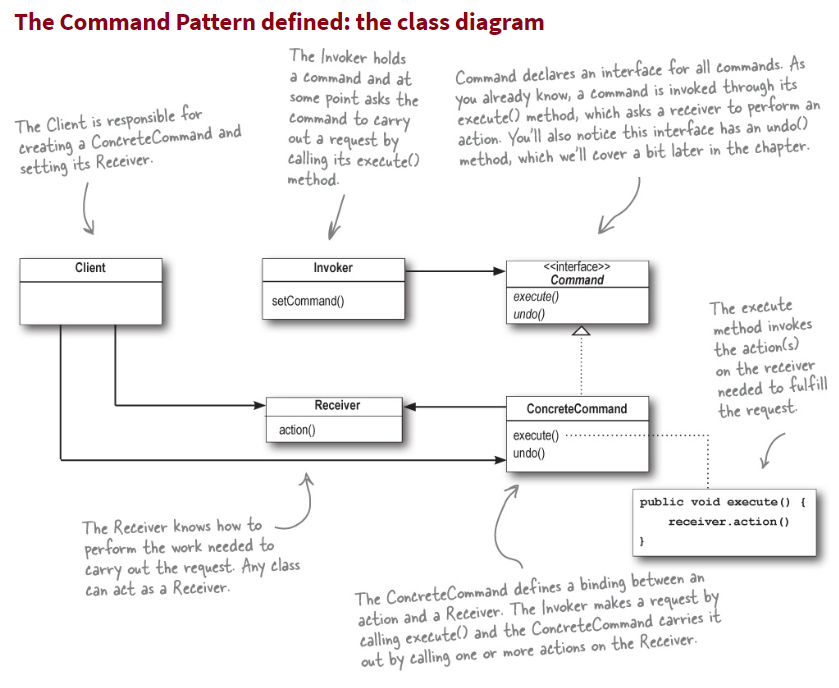 The Command Pattern defined: the class diagram
The Client is responsible for
creating a ConcreteCommand and
setting its Receiver.
The Invoker holds
a command and at
some point asks the
command to carry
out a request by
calling its execute()
method.
Command declares an interface for all commands. As
you already know, a command is invoked through its
execute() method, which asks a receiver to perform an
action. You'll also notice this interface has an undo()
method, which we'll cover a bit later in the chapter.
Client
Invoker
setCommand()
<<interface>>
Command
execute()
undo()
The execute
method invokes
the action(s)
on the receiver
needed to fulfill
the request.
Receiver
action()
ConcreteCommand
execute()
undo()
public void execute() {
receiver.action()
}
The Receiver knows how to
perform the work needed to
carry out the request. Any class
can act as a Receiver.
The ConcreteCommand defines a binding between an
action and a Receiver. The Invoker makes a request by
calling execute() and the ConcreteCommand carries it
out by calling one or more actions on the Receiver.